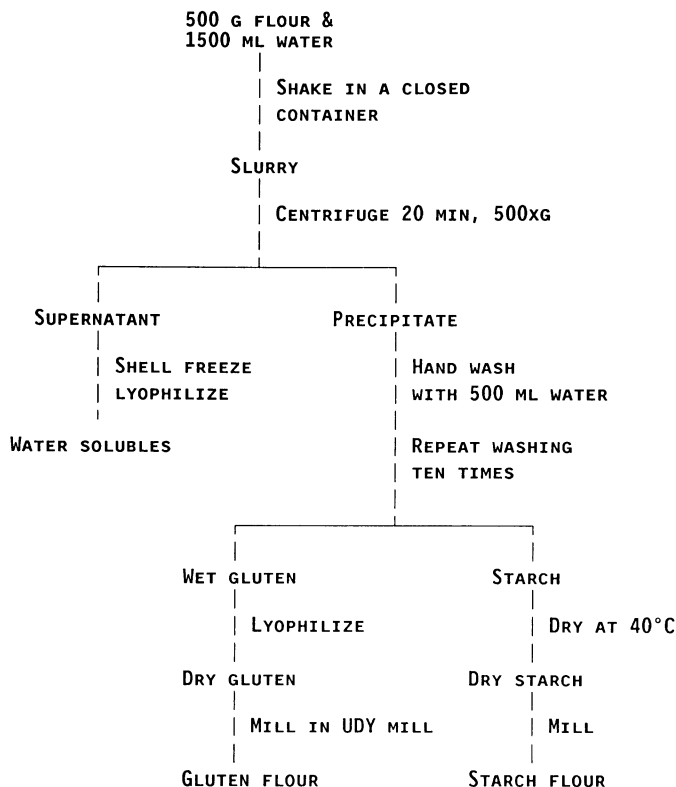 500 G FLOUR &
1500 ML WATER
SHAKE IN A CLOSED
CONTAINER
SLURRY
CENTRIFUGE 20 MIN, 500XG
SUPERNATANT
PRECIPITATE
SHELL FREEZE
LYOPHILIZE
HAND WASH
WITH 500 ML WATER
WATER SOLUBLES
REPEAT WASHING
TEN TIMES
WET GLUTEN
STARCH
LYOPHILIZE
DRY AT 40°C
DRY GLUTEN
DRY STARCH
MILL IN UDY MILL
MILL
GLUTEN FLOUR
STARCH FLOUR